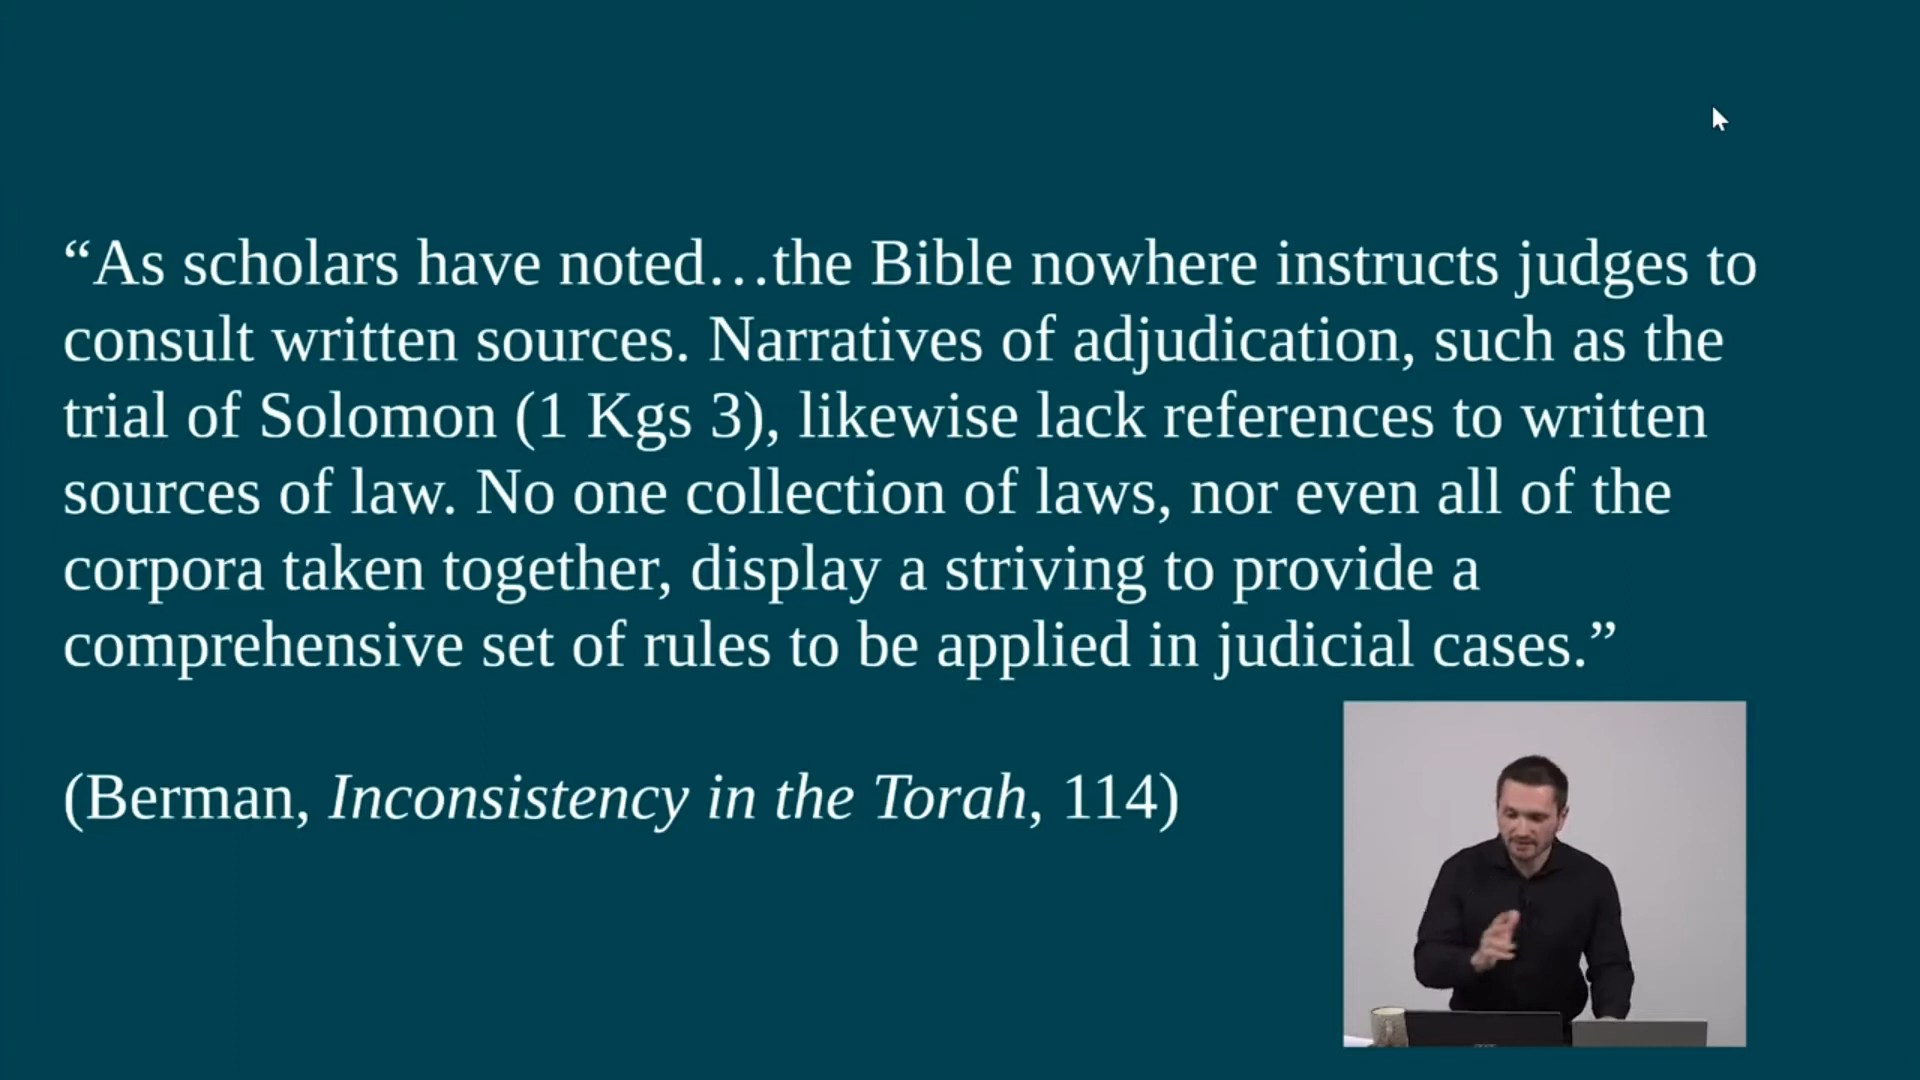 “As scholars have noted…the Bible nowhere instructs judges to
consult written sources. Narratives of adjudication, such as the
trial of Solomon (1 Kgs 3), likewise lack references to written
sources of law. No one collection of laws, nor even all of the
corpora taken together, display a striving to provide a
comprehensive set of rules to be applied in judicial cases.”
(Berman, Inconsistency in the Torah, 114)